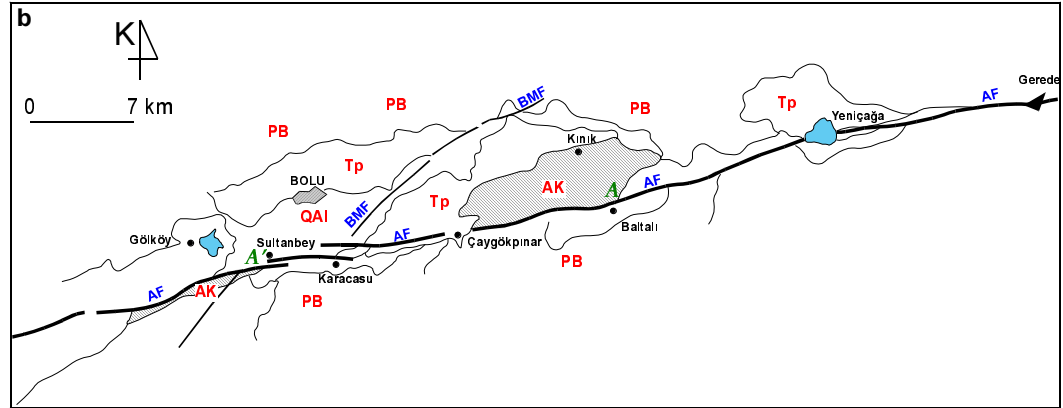 b
K
0 7 km
PB
PB
PB
BMF
Tp
Gerede
AF
Yeniçağa
Kınık
Tp
BOLU
AK
A
AF
Tp
QAl
BMF
Baltalı
Gölköy
Sultanbey
AF
Çaygökpınar
A'
PB
Karacasu
AF
AK
PB